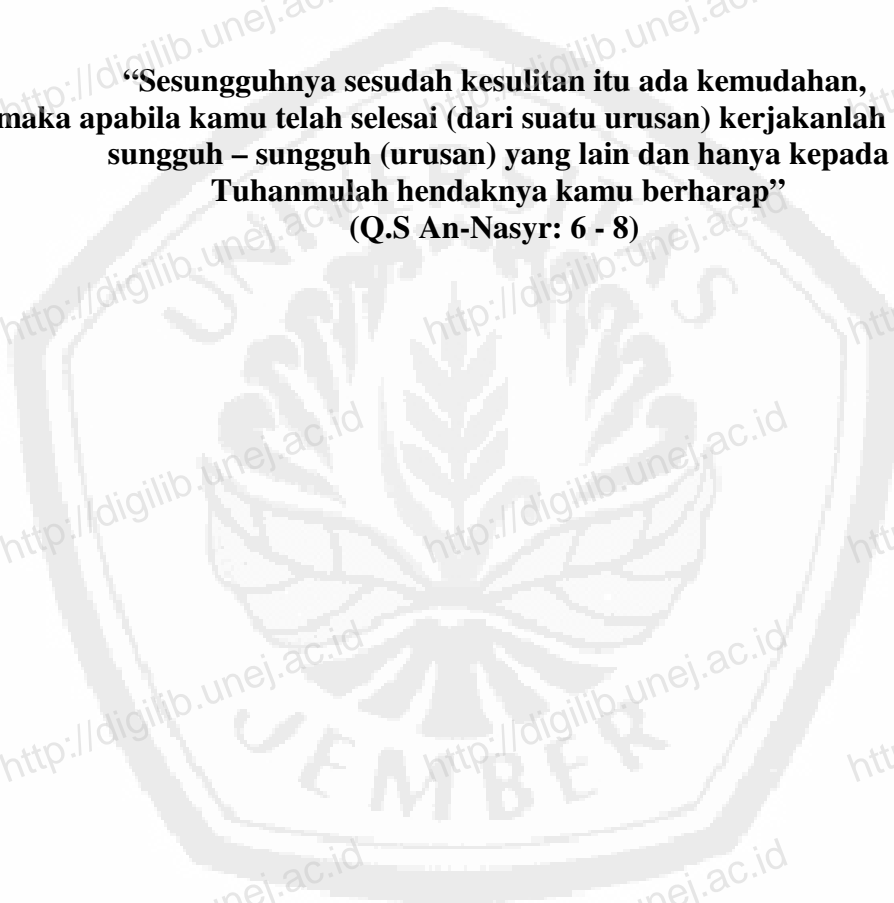 “Sesungguhnya sesudah kesulitan itu ada kemudahan,
maka apabila kamu telah selesai (dari suatu urusan) kerjakanlah
sungguh – sungguh (urusan) yang lain dan hanya kepada
Tuhanmulah hendaknya kamu berharap”
(Q.S An-Nasyr: 6 - 8)
UNIVERSITAS
JEMBER
http://digilib.unej.ac.id
http://digilib.unej.ac.id
http://digilib.unej.ac.id
http://digilib.unej.ac.id
http://digilib.unej.ac.id
http://digilib.unej.ac.id
http://digilib.unej.ac.id
http://digilib.unej.ac.id